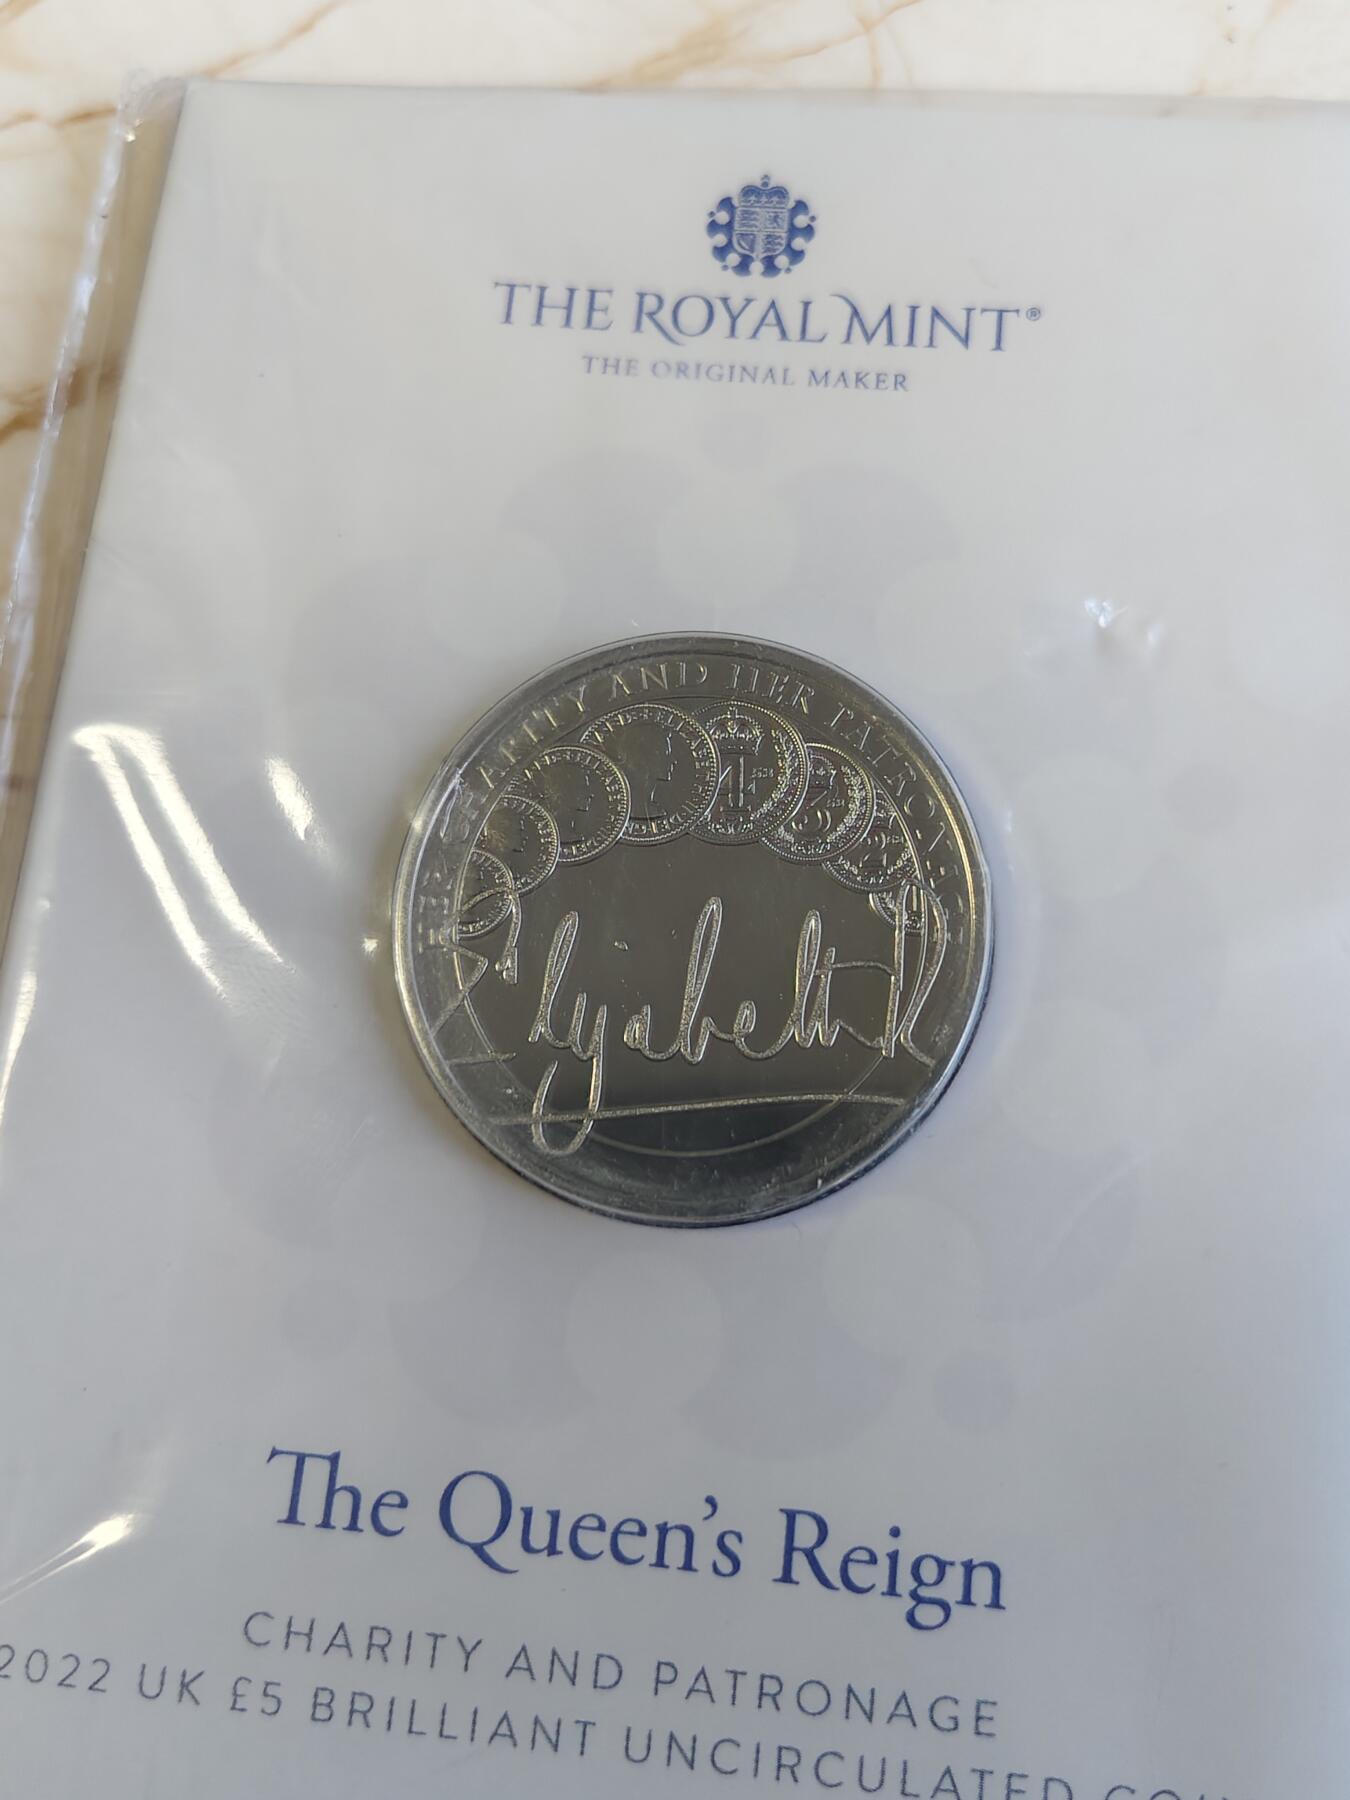 THE ROYAL MINT®
THE ORIGINAL MAKER
HER CHARITY AND HER PATRONAGE
Elizabeth R
The Queen's Reign
CHARITY AND PATRONAGE
2022 UK £5 BRILLIANT UNCIRCULATED